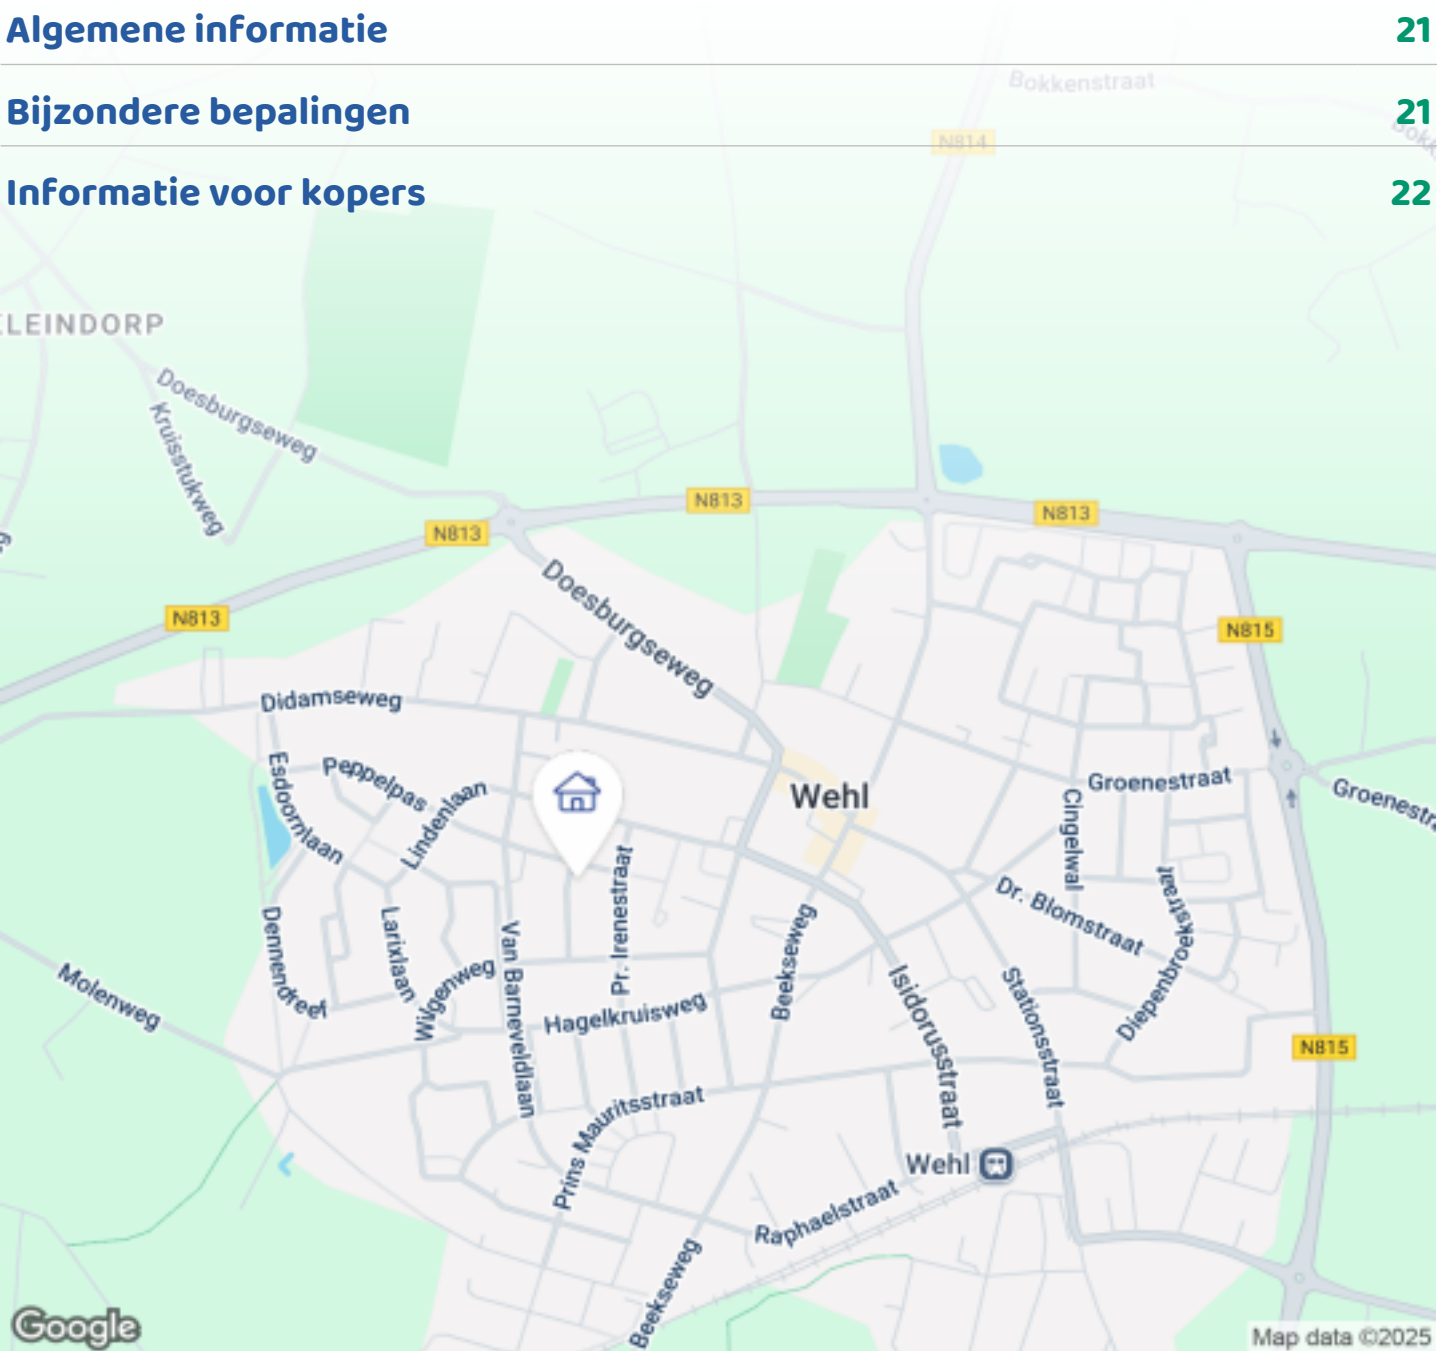 Algemene informatie 21
Bokkenstraat
Bijzondere bepalingen 21
N814
Informatie voor kopers 22
Doesburgseweg
Kruisstukweg
N813
N813
N813
N813
Doesburgseweg
N815
Didamseweg
Esdoornlaan
Peppelpas
Lindenlaan
Wehl
Groenestraat
Cingelwal
Dr. Blomstraat
Diepenbroekstraat
Dennendreef
Larixlaan
Van Barneveldlaan
Pr. Irenestraat
Beekseweg
Isidorusstraat
Stationsstraat
Molenweg
Wilgenweg
Hagelkruisweg
N815
Prins Mauritsstraat
Wehl
Raphaelstraat
Beekseweg
Google
Map data ©2025